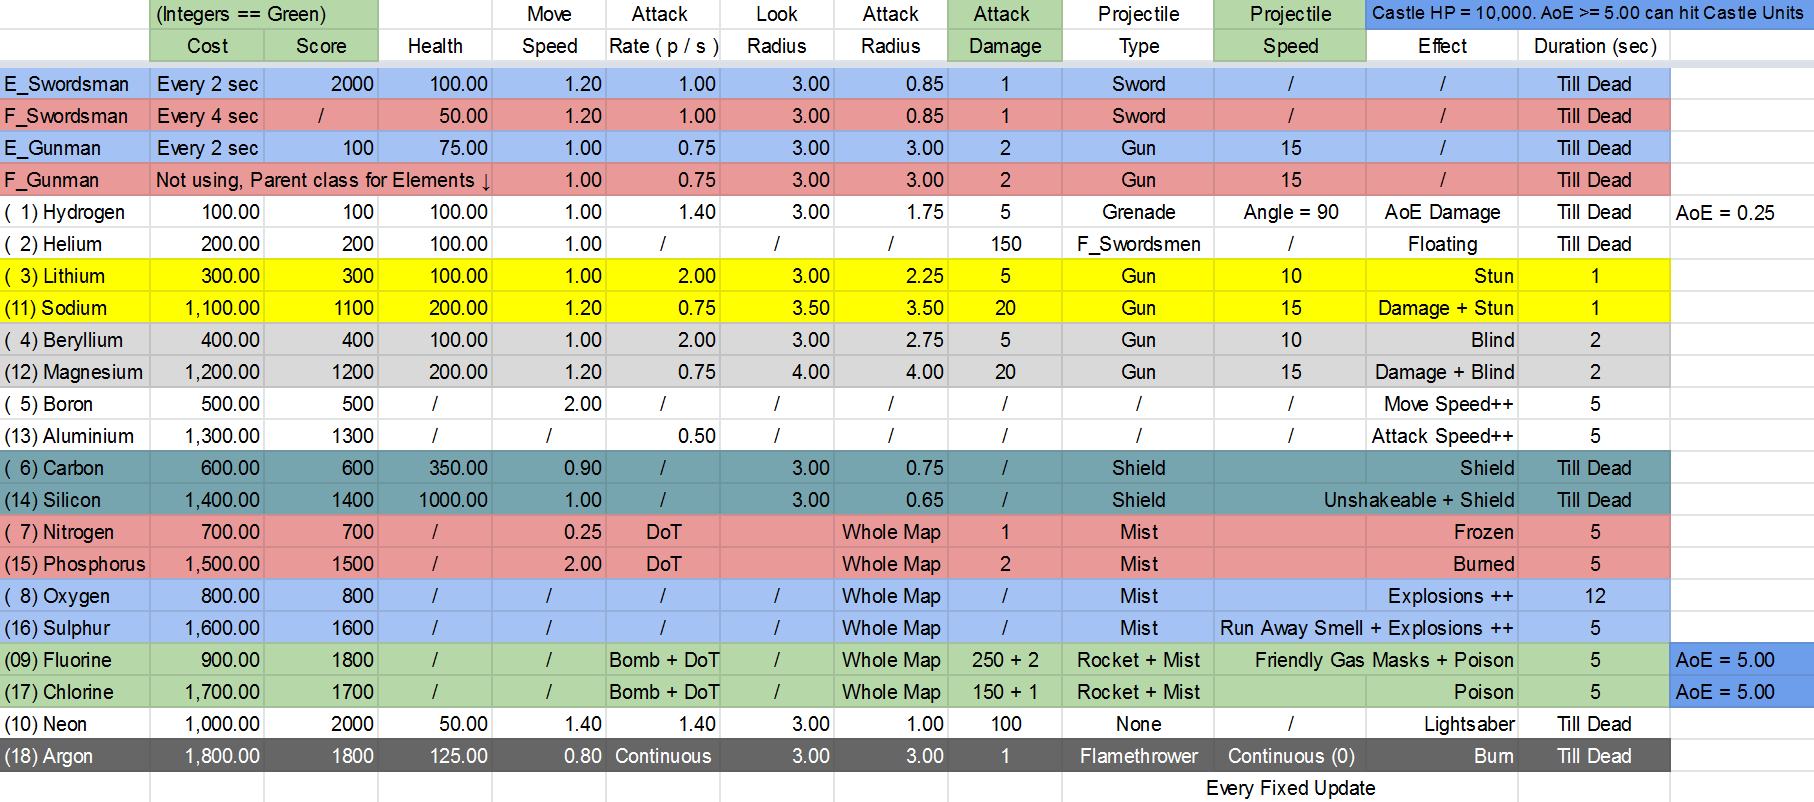 (Integers == Green) Move Attack Look Attack Attack Projectile Projectile Castle HP = 10,000. AoE >= 5.00 can hit Castle Units
Cost Score Health Speed Rate ( p / s ) Radius Radius Damage Type Speed Effect Duration (sec)
E_Swordsman Every 2 sec 2000 100.00 1.20 1.00 3.00 0.85 1 Sword / / Till Dead
F_Swordsman Every 4 sec / 50.00 1.20 1.00 3.00 0.85 1 Sword / / Till Dead
E_Gunman Every 2 sec 100 75.00 1.00 0.75 3.00 3.00 2 Gun 15 / Till Dead
F_Gunman Not using, Parent class for Elements ↓ 1.00 0.75 3.00 3.00 2 Gun 15 / Till Dead
( 1) Hydrogen 100.00 100 100.00 1.00 1.40 3.00 1.75 5 Grenade Angle = 90 AoE Damage Till Dead AoE = 0.25
( 2) Helium 200.00 200 100.00 1.00 / / / 150 F_Swordsmen / Floating Till Dead
( 3) Lithium 300.00 300 100.00 1.00 2.00 3.00 2.25 5 Gun 10 Stun 1
(11) Sodium 1,100.00 1100 200.00 1.20 0.75 3.50 3.50 20 Gun 15 Damage + Stun 1
( 4) Beryllium 400.00 400 100.00 1.00 2.00 3.00 2.75 5 Gun 10 Blind 2
(12) Magnesium 1,200.00 1200 200.00 1.20 0.75 4.00 4.00 20 Gun 15 Damage + Blind 2
( 5) Boron 500.00 500 / 2.00 / / / / / / Move Speed++ 5
(13) Aluminium 1,300.00 1300 / / 0.50 / / / / / Attack Speed++ 5
( 6) Carbon 600.00 600 350.00 0.90 / 3.00 0.75 / Shield Shield Till Dead
(14) Silicon 1,400.00 1400 1000.00 1.00 / 3.00 0.65 / Shield Unshakeable + Shield Till Dead
( 7) Nitrogen 700.00 700 / 0.25 DoT Whole Map 1 Mist Frozen 5
(15) Phosphorus 1,500.00 1500 / 2.00 DoT Whole Map 2 Mist Burned 5
( 8) Oxygen 800.00 800 / / / / Whole Map / Mist Explosions ++ 12
(16) Sulphur 1,600.00 1600 / / / / Whole Map / Mist Run Away Smell + Explosions ++ 5
(09) Fluorine 900.00 1800 / / Bomb + DoT / Whole Map 250 + 2 Rocket + Mist Friendly Gas Masks + Poison 5 AoE = 5.00
(17) Chlorine 1,700.00 1700 / / Bomb + DoT / Whole Map 150 + 1 Rocket + Mist Poison 5 AoE = 5.00
(10) Neon 1,000.00 2000 50.00 1.40 1.40 3.00 1.00 100 None / Lightsaber Till Dead
(18) Argon 1,800.00 1800 125.00 0.80 Continuous 3.00 3.00 1 Flamethrower Continuous (0) Burn Till Dead
Every Fixed Update